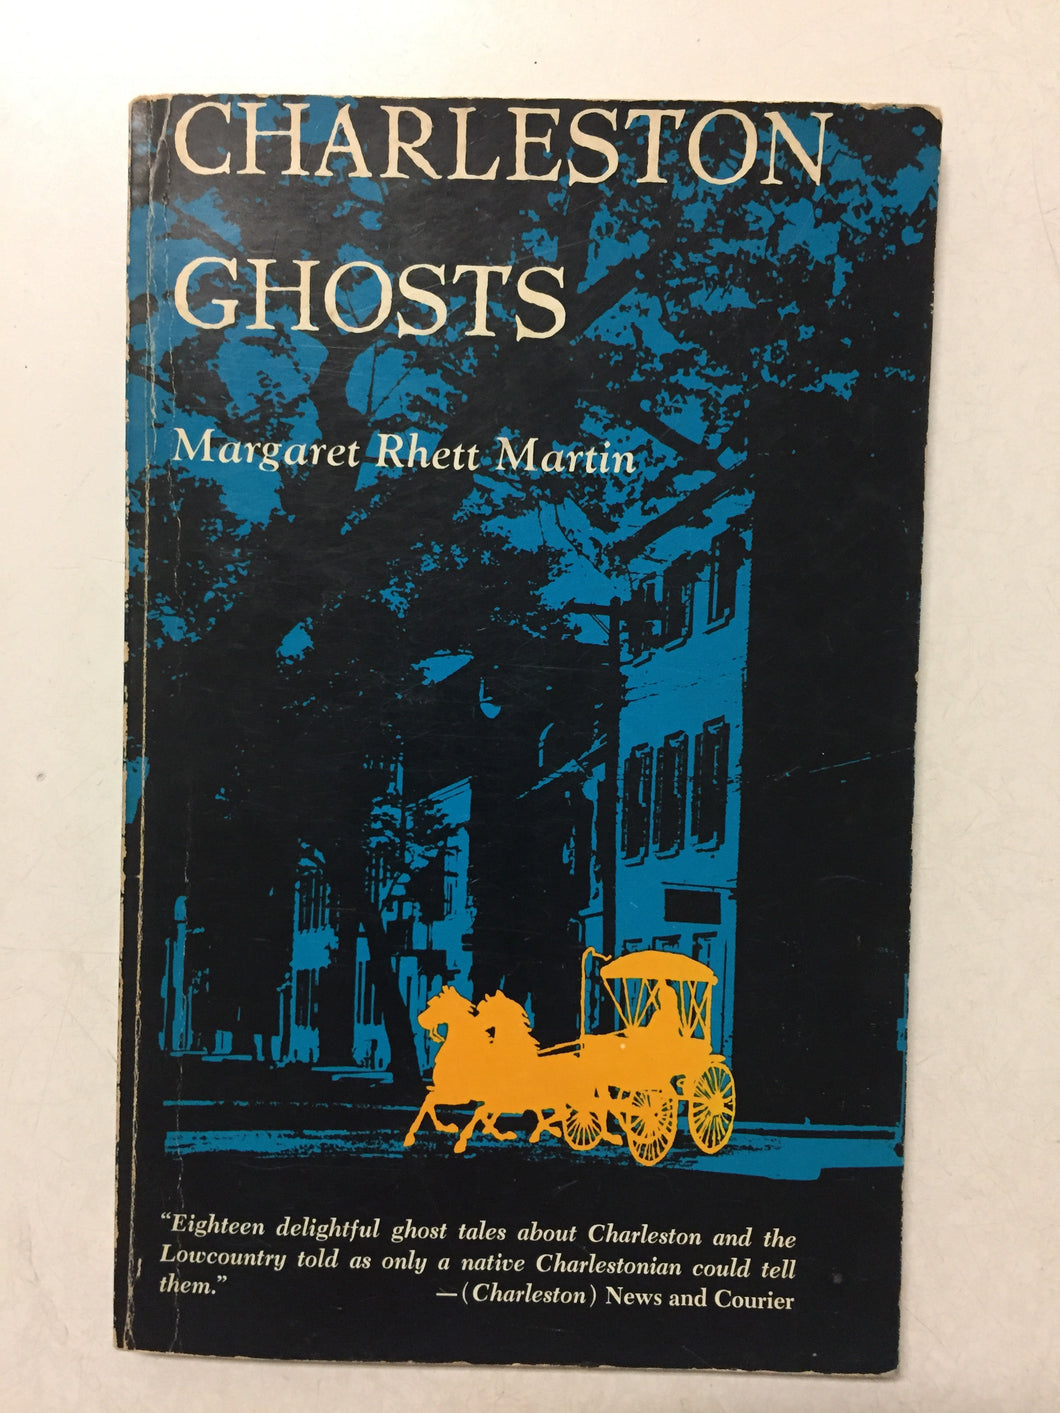 CHARLESTON
GHOSTS
Margaret Rhett Martin
“Eighteen delightful ghost tales about Charleston and the
Lowcountry told as only a native Charlestonian could tell
them.” —(Charleston) News and Courier